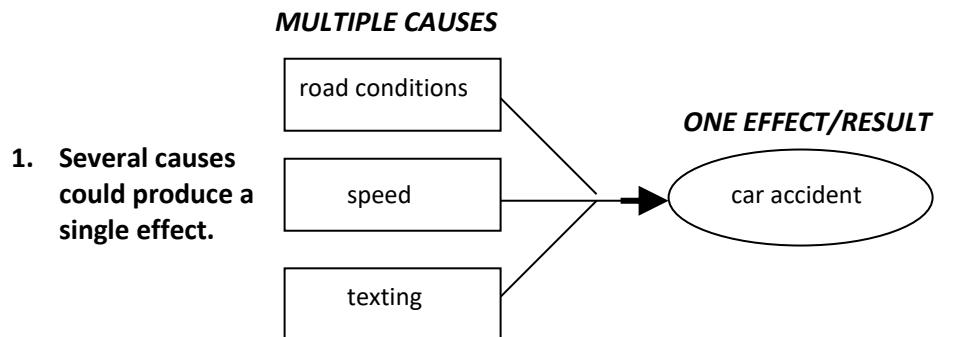 MULTIPLE CAUSES
road conditions
ONE EFFECT/RESULT
1. Several causes
could produce a
single effect.
speed
car accident
texting